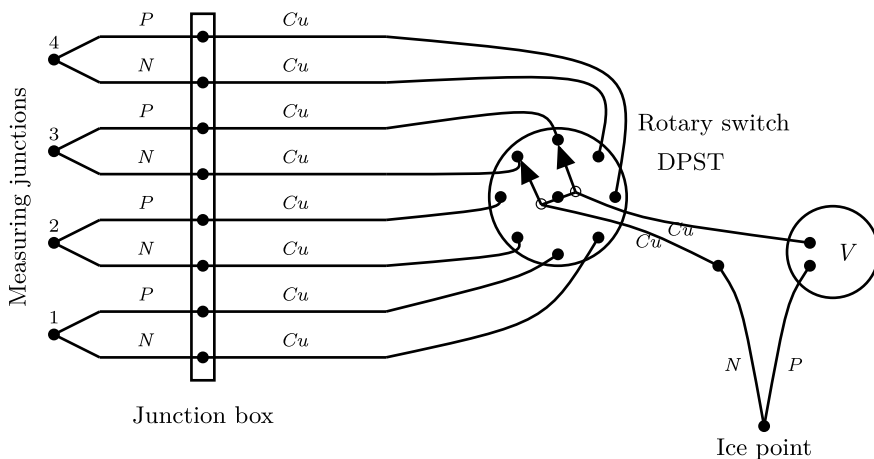 Measuring junctions
4
P
Cu
N
Cu
3
P
Cu
N
Cu
2
P
Cu
N
Cu
1
P
Cu
N
Cu
Junction box
Rotary switch
DPST
Cu
Cu
V
N
P
Ice point